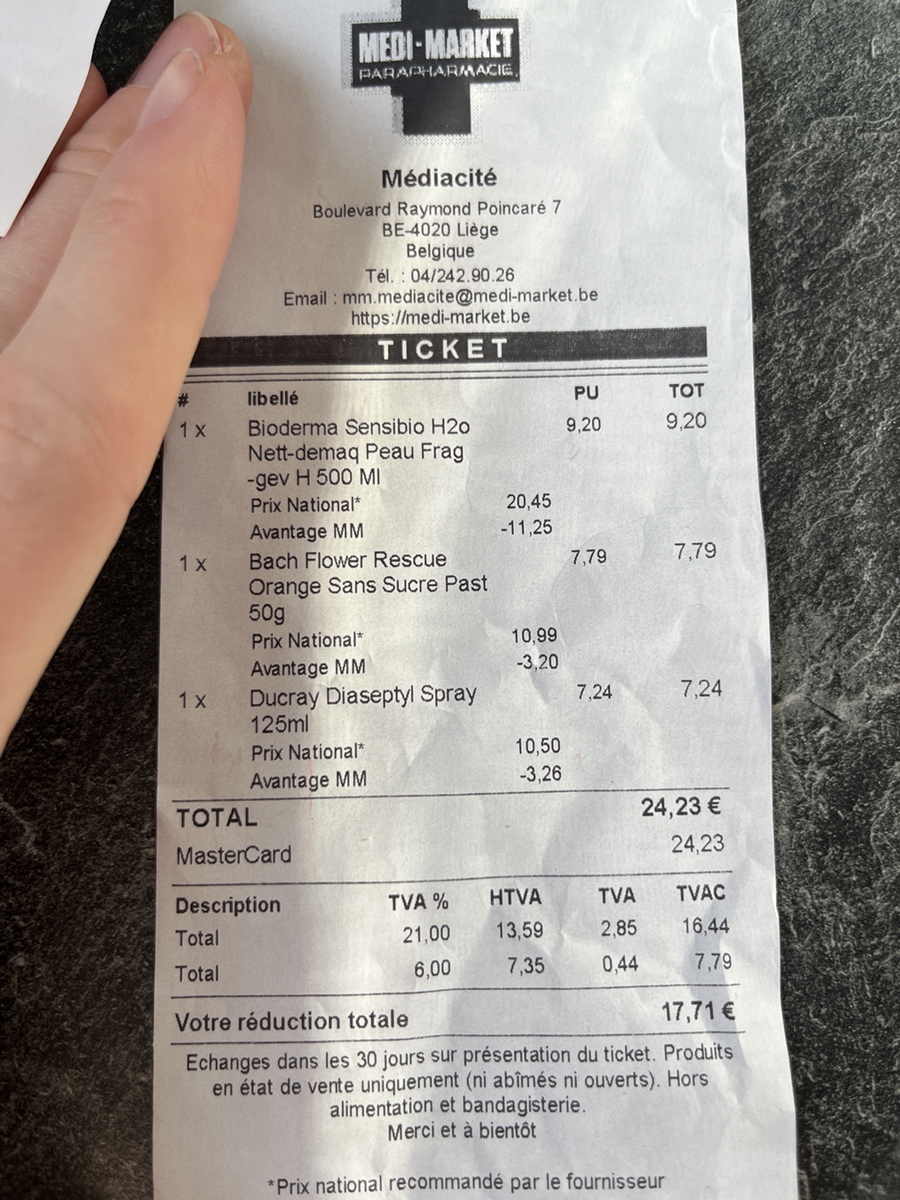 MEDI-MARKET
PARAPHARMACIE
Médiacité
Boulevard Raymond Poincaré 7
BE-4020 Liège
Belgique
Tél. : 04/242.90.26
Email : mm.mediacite@medi-market.be
https://medi-market.be
TICKET
# libellé PU TOT
1 x Bioderma Sensibio H2o 9,20 9,20
Nett-demaq Peau Frag
-gev H 500 Ml
Prix National* 20,45
Avantage MM -11,25
1 x Bach Flower Rescue 7,79 7,79
Orange Sans Sucre Past
50g
Prix National* 10,99
Avantage MM -3,20
1 x Ducray Diaseptyl Spray 7,24 7,24
125ml
Prix National* 10,50
Avantage MM -3,26
TOTAL 24,23 €
MasterCard 24,23
Description TVA % HTVA TVA TVAC
Total 21,00 13,59 2,85 16,44
Total 6,00 7,35 0,44 7,79
Votre réduction totale 17,71 €
Echanges dans les 30 jours sur présentation du ticket. Produits
en état de vente uniquement (ni abîmés ni ouverts). Hors
alimentation et bandagisterie.
Merci et à bientôt
*Prix national recommandé par le fournisseur